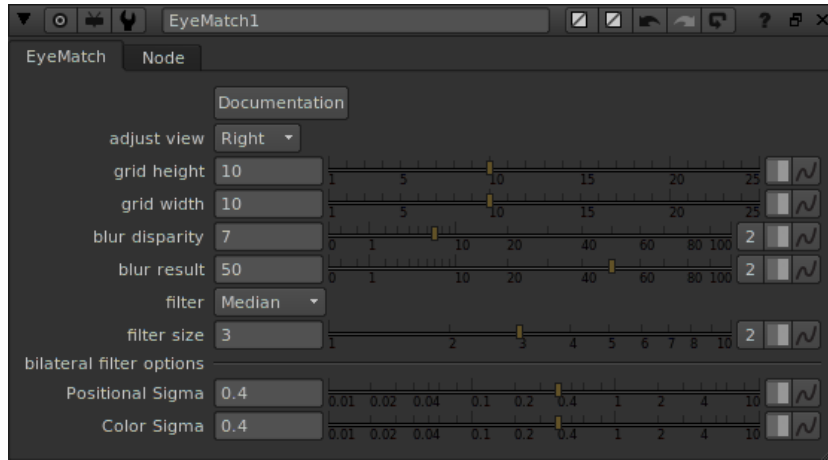 EyeMatch1 ?
EyeMatch Node
Documentation
adjust view Right
grid height 10 1 5 10 15 20 25
grid width 10 1 5 10 15 20 25
blur disparity 7 0 1 10 20 40 60 80 100 2
blur result 50 0 1 10 20 40 60 80 100 2
filter Median
filter size 3 1 2 3 4 5 6 7 8 10 2
bilateral filter options
Positional Sigma 0.4 0.01 0.02 0.04 0.1 0.2 0.4 1 2 4 10
Color Sigma 0.4 0.01 0.02 0.04 0.1 0.2 0.4 1 2 4 10